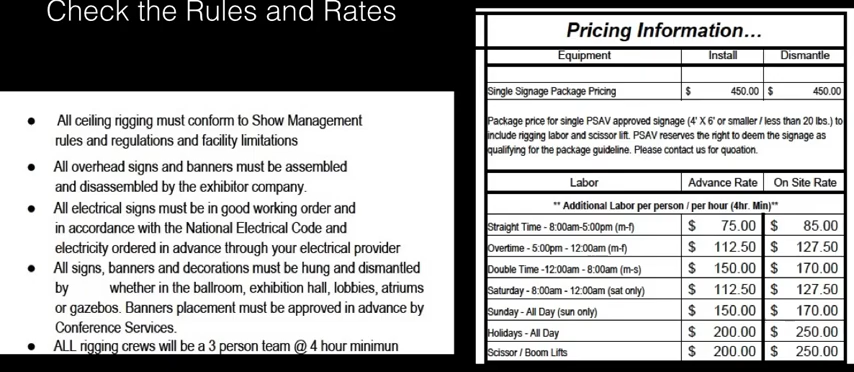 Check the Rules and Rates
• All ceiling rigging must conform to Show Management
rules and regulations and facility limitations
• All overhead signs and banners must be assembled
and disassembled by the exhibitor company.
• All electrical signs must be in good working order and
in accordance with the National Electrical Code and
electricity ordered in advance through your electrical provider
• All signs, banners and decorations must be hung and dismantled
by whether in the ballroom, exhibition hall, lobbies, atriums
or gazebos. Banners placement must be approved in advance by
Conference Services.
• ALL rigging crews will be a 3 person team @ 4 hour minimun
Pricing Information...
Equipment Install Dismantle
Single Signage Package Pricing $ 450.00 $ 450.00
Package price for single PSAV approved signage (4' X 6' or smaller / less than 20 lbs.) to
include rigging labor and scissor lift. PSAV reserves the right to deem the signage as
qualifying for the package guideline. Please contact us for quoation.
Labor Advance Rate On Site Rate
** Additional Labor per person / per hour (4hr. Min)**
Straight Time - 8:00am-5:00pm (m-f) $ 75.00 $ 85.00
Overtime - 5:00pm - 12:00am (m-f) $ 112.50 $ 127.50
Double Time -12:00am - 8:00am (m-s) $ 150.00 $ 170.00
Saturday - 8:00am - 12:00am (sat only) $ 112.50 $ 127.50
Sunday - All Day (sun only) $ 150.00 $ 170.00
Holidays - All Day $ 200.00 $ 250.00
Scissor / Boom Lifts $ 200.00 $ 250.00